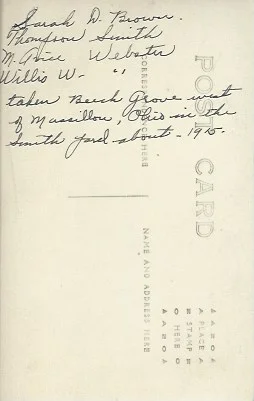 Sarah D. Brown.
Thompson Smith
M. Grice Webster
Willis W - "
taken Beech Grove west
of Massillon, Ohio in the
Smith yard - about - 1915.
POST CARD
CORRESPONDENCE HERE
NAME AND ADDRESS HERE
PLACE
STAMP
HERE